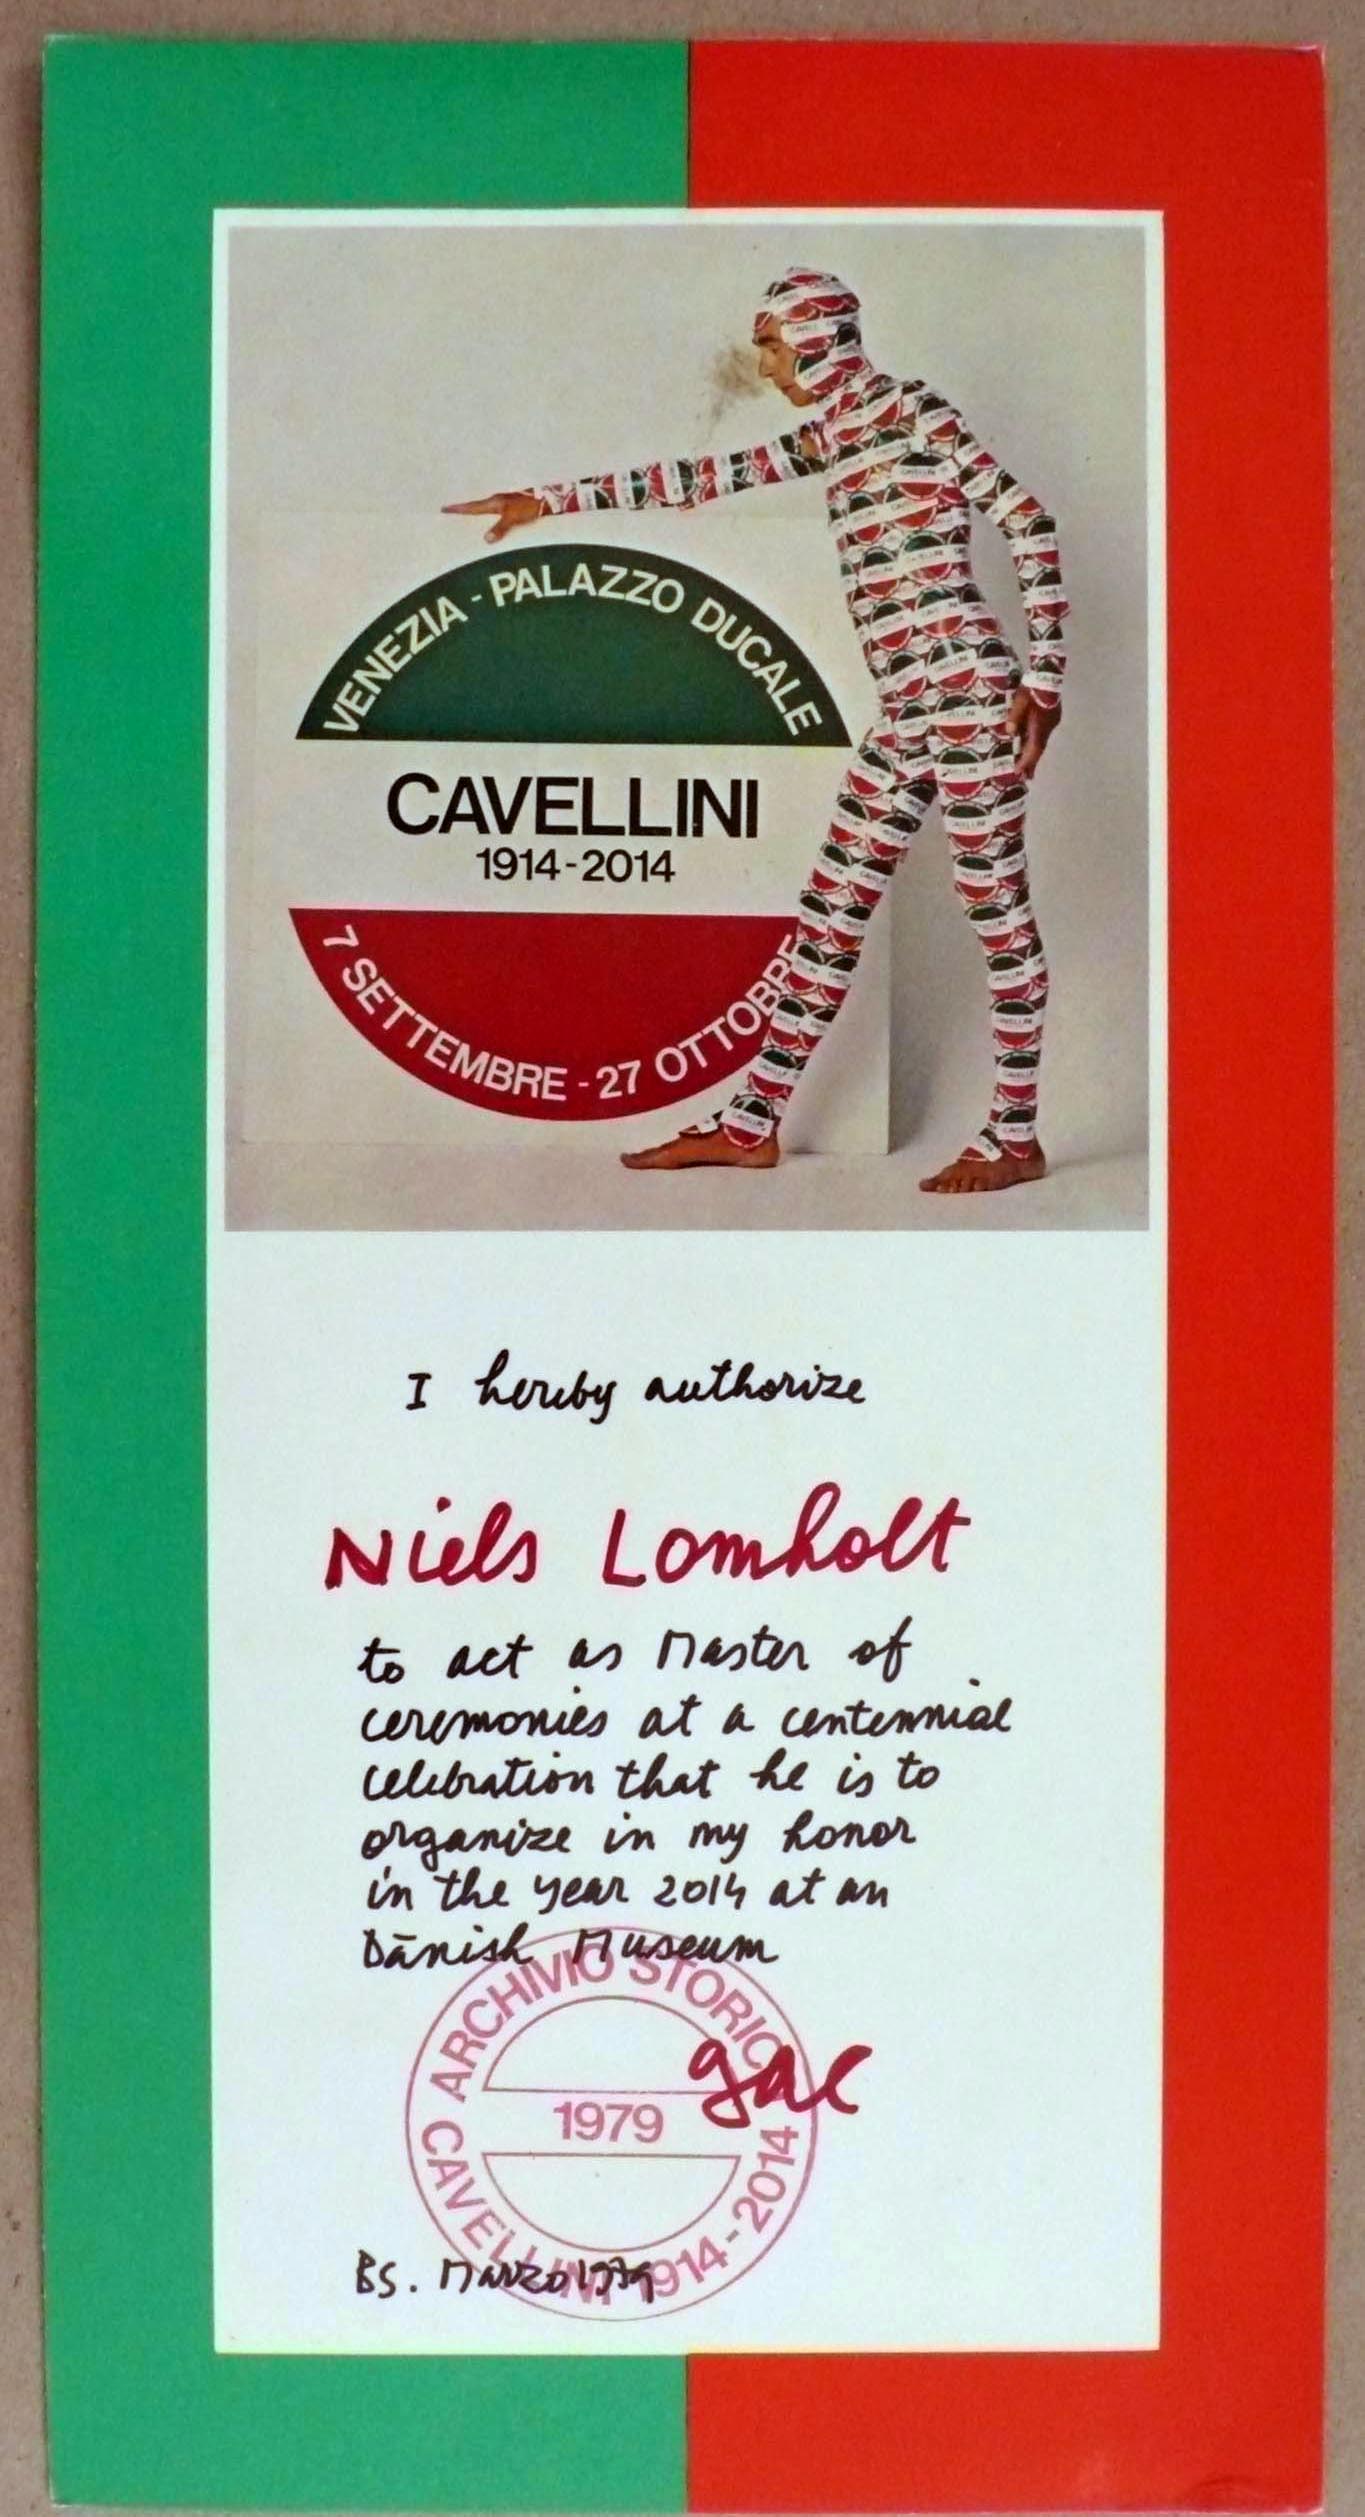 VENEZIA - PALAZZO DUCALE
CAVELLINI
1914-2014
7 SETTEMBRE - 27 OTTOBRE
I hereby authorize
Niels Lomholt
to act as Master of
ceremonies at a centennial
celebration that he is to
organize in my honor
in the year 2014 at an
Dänish Museum
ARCHIVIO STORICO
gac
1979
CAVELLINI 1914-2014
BS. Marzo 1979